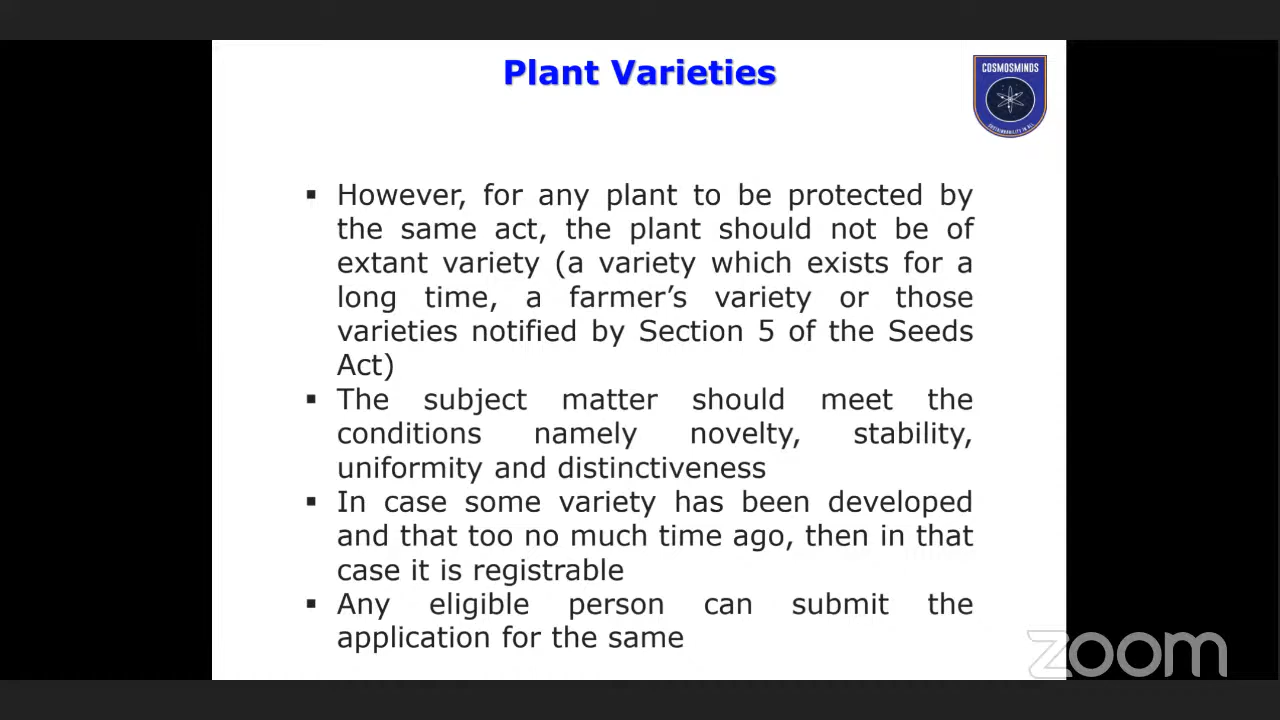 Plant Varieties
COSMOSMINDS
SUSTAINABILITY IN ALL
▪ However, for any plant to be protected by
the same act, the plant should not be of
extant variety (a variety which exists for a
long time, a farmer’s variety or those
varieties notified by Section 5 of the Seeds
Act)
▪ The subject matter should meet the
conditions namely novelty, stability,
uniformity and distinctiveness
▪ In case some variety has been developed
and that too no much time ago, then in that
case it is registrable
▪ Any eligible person can submit the
application for the same
zoom